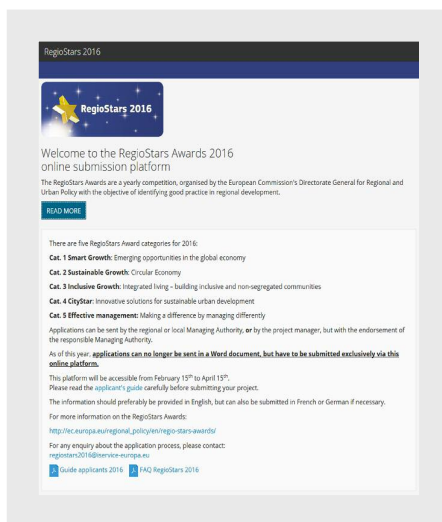 RegioStars 2016
RegioStars 2016
Welcome to the RegioStars Awards 2016
online submission platform
The RegioStars Awards are a yearly competition, organised by the European Commission's Directorate General for Regional and
Urban Policy with the objective of identifying good practice in regional development.
READ MORE
There are five RegioStars Award categories for 2016:
Cat. 1 Smart Growth: Emerging opportunities in the global economy
Cat. 2 Sustainable Growth: Circular Economy
Cat. 3 Inclusive Growth: Integrated living – building inclusive and non-segregated communities
Cat. 4 CityStar: Innovative solutions for sustainable urban development
Cat. 5 Effective management: Making a difference by managing differently
Applications can be sent by the regional or local Managing Authority, or by the project manager, but with the endorsement of
the responsible Managing Authority.
As of this year, applications can no longer be sent in a Word document, but have to be submitted exclusively via this
online platform.
This platform will be accessible from February 15th to April 15th.
Please read the applicant's guide carefully before submitting your project.
The information should preferably be provided in English, but can also be submitted in French or German if necessary.
For more information on the RegioStars Awards:
http://ec.europa.eu/regional_policy/en/regio-stars-awards/
For any enquiry about the application process, please contact:
regiostars2016@iservice-europa.eu
Guide applicants 2016 FAQ RegioStars 2016